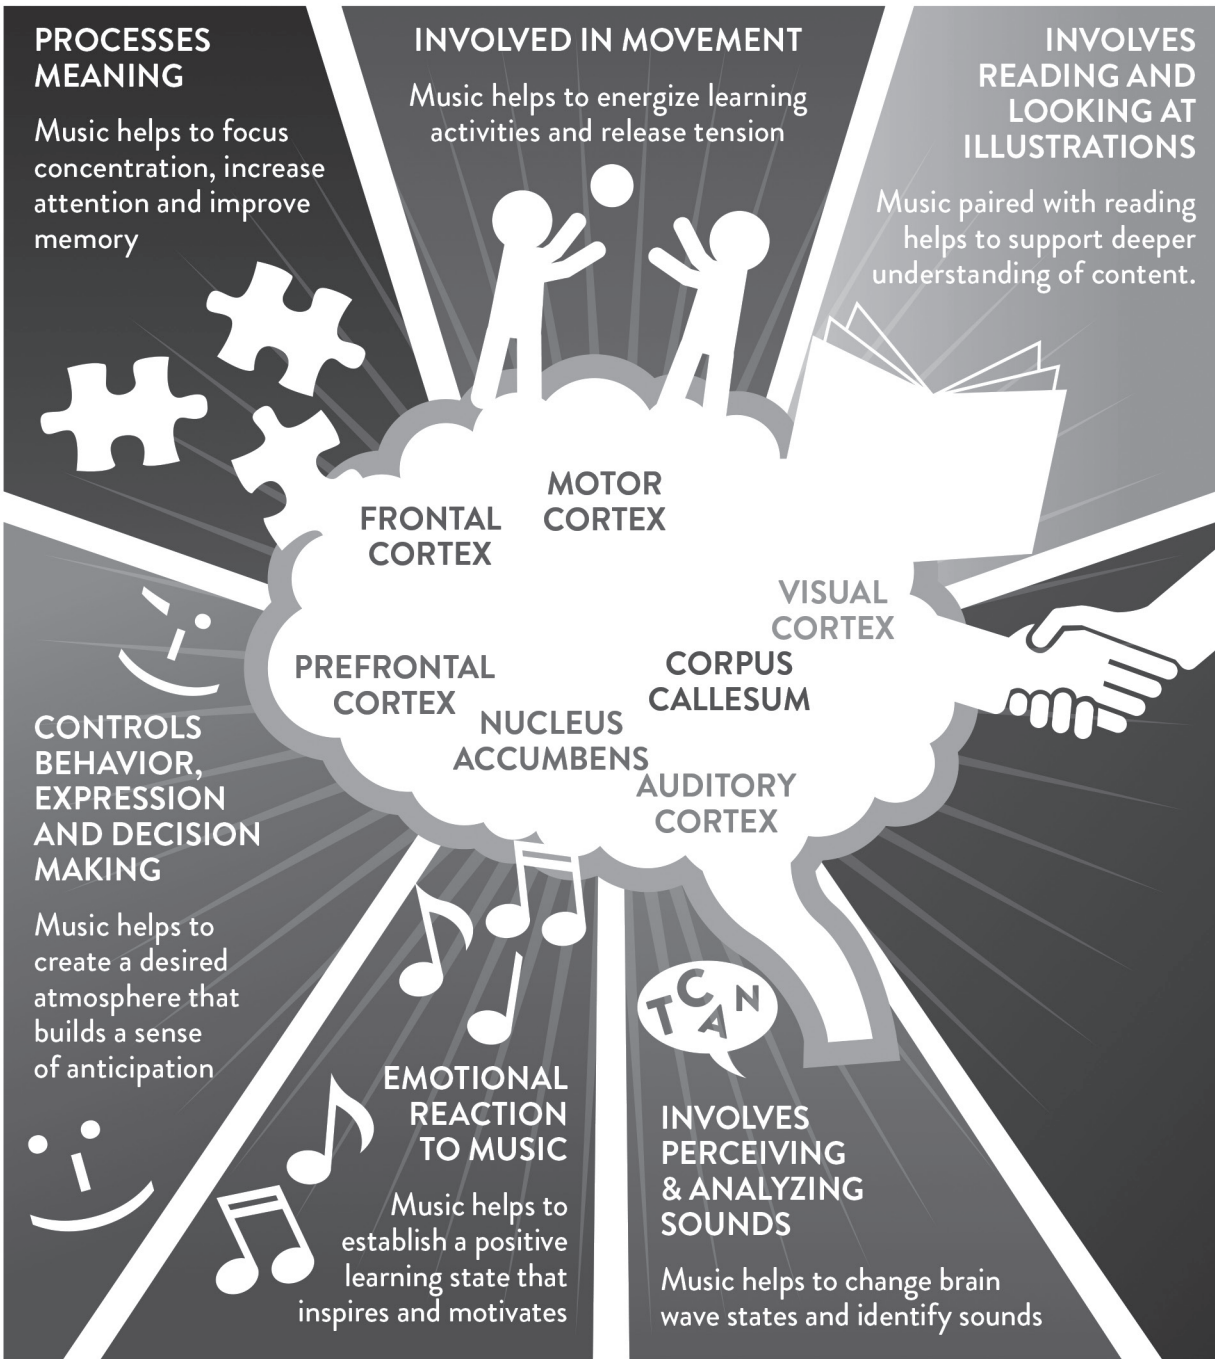 PROCESSES
MEANING
Music helps to focus
concentration, increase
attention and improve
memory
INVOLVED IN MOVEMENT
Music helps to energize learning
activities and release tension
INVOLVES
READING AND
LOOKING AT
ILLUSTRATIONS
Music paired with reading
helps to support deeper
understanding of content.
FRONTAL
CORTEX
MOTOR
CORTEX
VISUAL
CORTEX
PREFRONTAL
CORTEX
CORPUS
CALLESUM
NUCLEUS
ACCUMBENS
AUDITORY
CORTEX
CONTROLS
BEHAVIOR,
EXPRESSION
AND DECISION
MAKING
Music helps to
create a desired
atmosphere that
builds a sense
of anticipation
EMOTIONAL
REACTION
TO MUSIC
Music helps to
establish a positive
learning state that
inspires and motivates
TCAN
INVOLVES
PERCEIVING
& ANALYZING
SOUNDS
Music helps to change brain
wave states and identify sounds